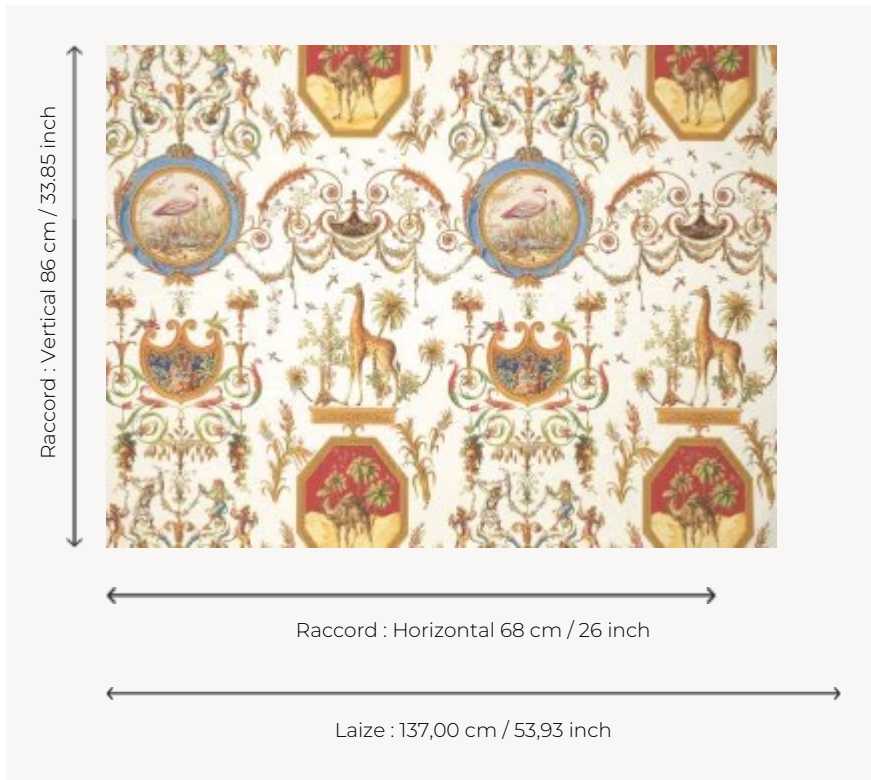 Raccord : Vertical 86 cm / 33.85 inch
Raccord : Horizontal 68 cm / 26 inch
Laize : 137,00 cm / 53,93 inch